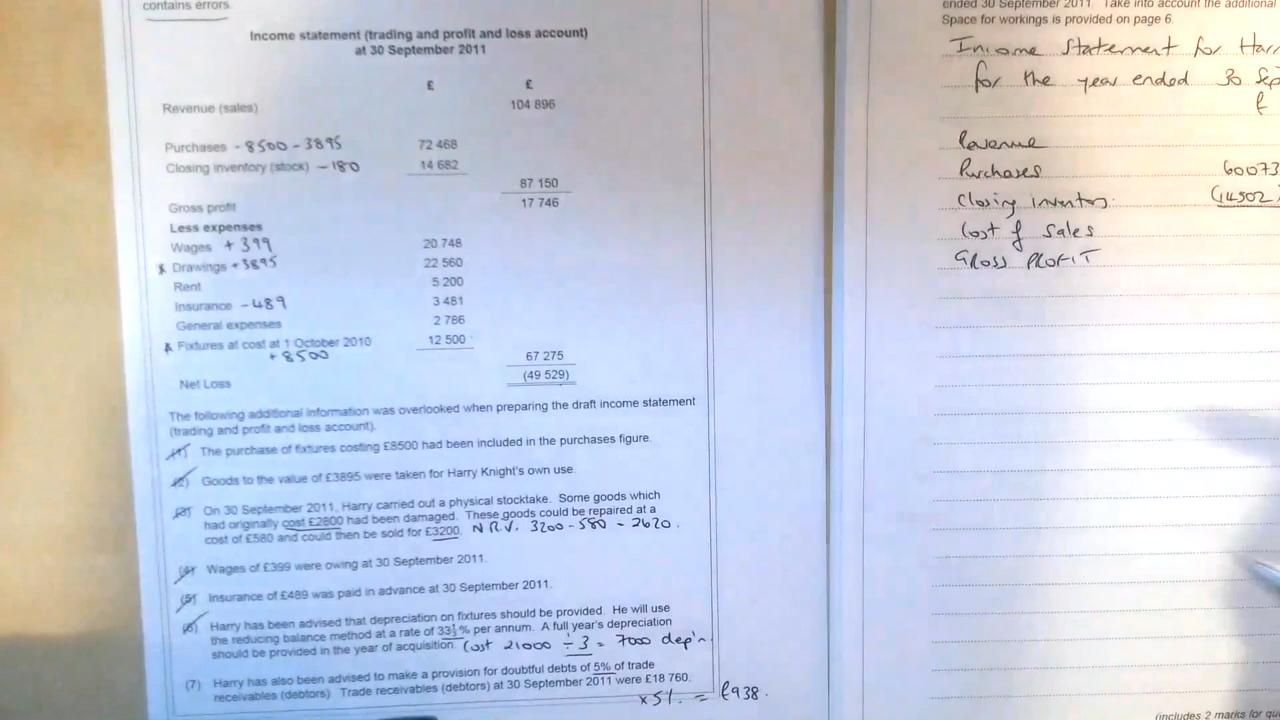 contains errors.
Income statement (trading and profit and loss account)
at 30 September 2011
£ £
Revenue (sales) 104 896
Purchases - 8500 - 3895 72 468
Closing inventory (stock) - 180 14 682
87 150
Gross profit 17 746
Less expenses
Wages + 399 20 748
* Drawings + 3895 22 560
Rent 5 200
Insurance - 489 3 481
General expenses 2 786
* Fixtures at cost at 1 October 2010 12 500
+ 8500
67 275
Net Loss (49 529)
The following additional information was overlooked when preparing the draft income statement
(trading and profit and loss account).
(1) The purchase of fixtures costing £8500 had been included in the purchases figure.
(2) Goods to the value of £3895 were taken for Harry Knight's own use.
(3) On 30 September 2011, Harry carried out a physical stocktake. Some goods which
had originally cost £2800 had been damaged. These goods could be repaired at a
cost of £580 and could then be sold for £3200. N.R.V. 3200 - 580 - 2620.
(4) Wages of £399 were owing at 30 September 2011.
(5) Insurance of £489 was paid in advance at 30 September 2011.
(6) Harry has been advised that depreciation on fixtures should be provided. He will use
the reducing balance method at a rate of 33⅓% per annum. A full year's depreciation
should be provided in the year of acquisition. Cost 21000 ÷ 3 = 7000 dep'n.
(7) Harry has also been advised to make a provision for doubtful debts of 5% of trade
receivables (debtors). Trade receivables (debtors) at 30 September 2011 were £18 760.
x 5% = £938.
ended 30 September 2011. Take into account the additional
Space for workings is provided on page 6.
Income Statement for Harr
for the year ended 30 Sep
£
Revenue
Purchases 60073
Closing Inventory (14502)
Cost of Sales
GROSS PROFIT
(includes 2 marks for qu